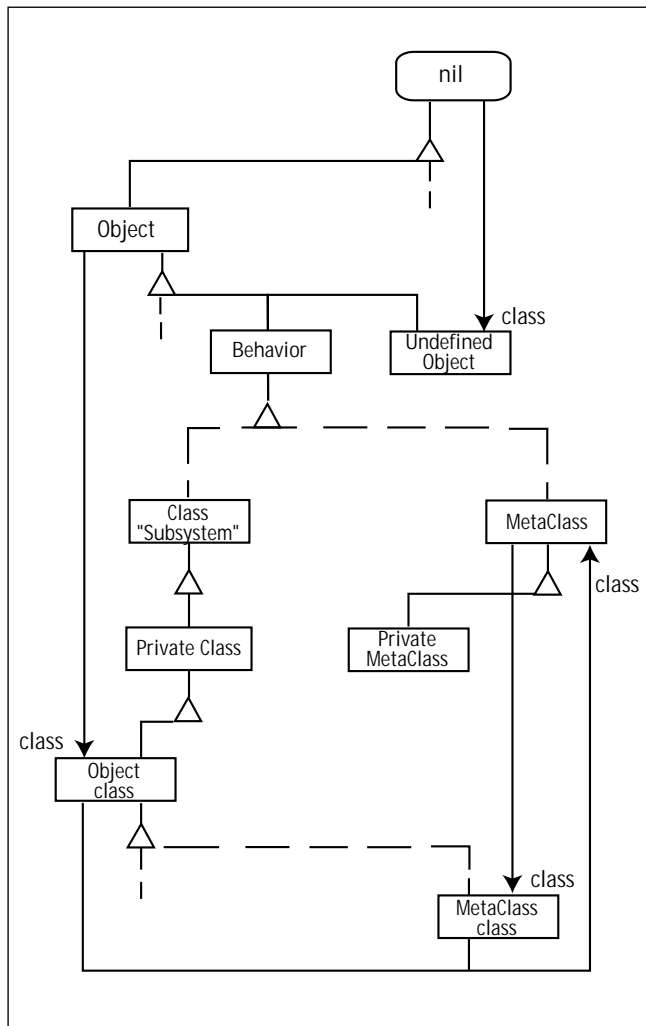 nil
Object
class
Behavior
Undefined
Object
Class
"Subsystem"
MetaClass
class
Private Class
Private
MetaClass
class
Object
class
class
MetaClass
class